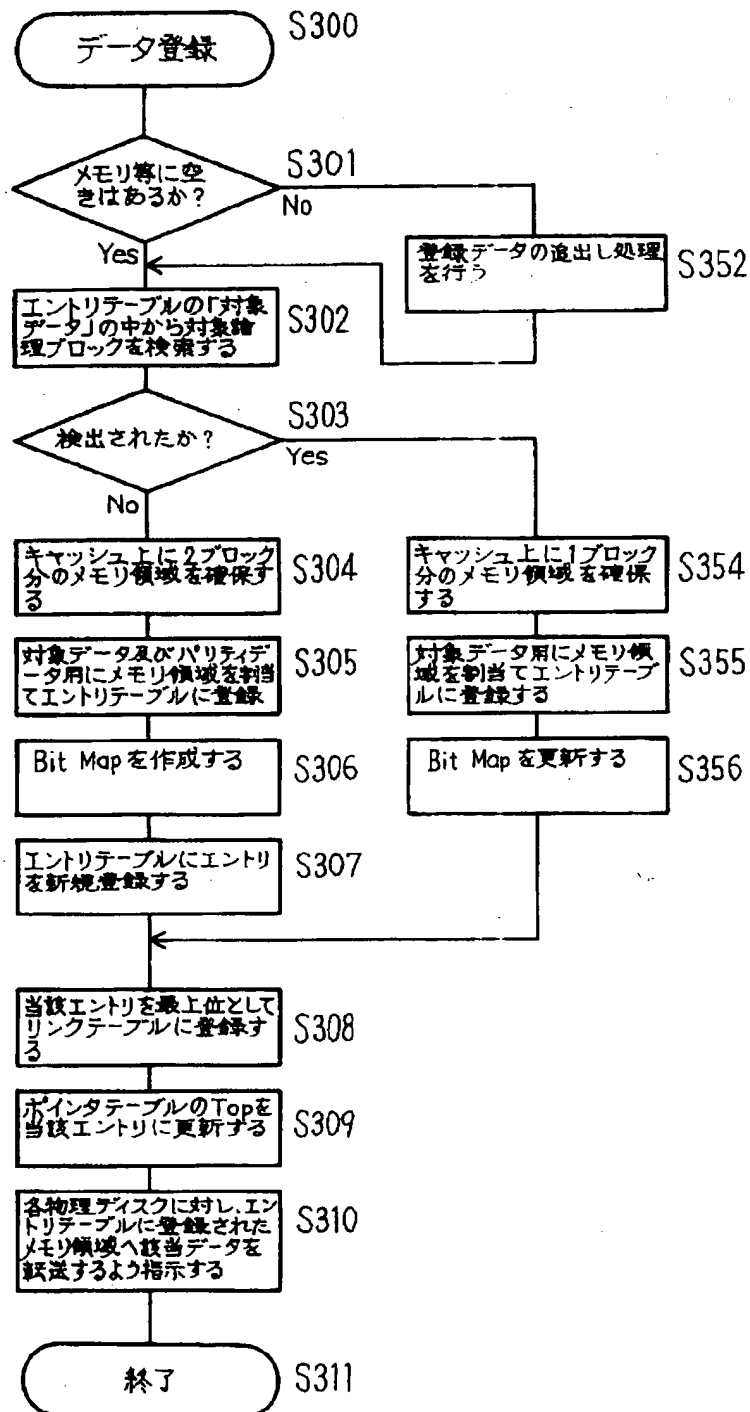 データ登録
S300
メモリ等に空
きはあるか?
S301
No
Yes
登録データの追出し処理
を行う
S352
エントリテーブルの「対象
データ」の中から対象論
理ブロックを検索する
S302
検出されたか?
S303
Yes
No
キャッシュ上に2ブロック
分のメモリ領域を確保す
る
S304
キャッシュ上に1ブロック
分のメモリ領域を確保
する
S354
対象データ及びパリティデ
ータ用にメモリ領域を割当
てエントリテーブルに登録
S305
対象データ用にメモリ領
域を割当てエントリテーブ
ルに登録する
S355
Bit Mapを作成する
S306
Bit Mapを更新する
S356
エントリテーブルにエントリ
を新規登録する
S307
当該エントリを最上位として
リンクテーブルに登録す
る
S308
ポインタテーブルのTopを
当該エントリに更新する
S309
各物理ディスクに対し、エン
トリテーブルに登録された
メモリ領域へ該当データを
転送するよう指示する
S310
終了
S311